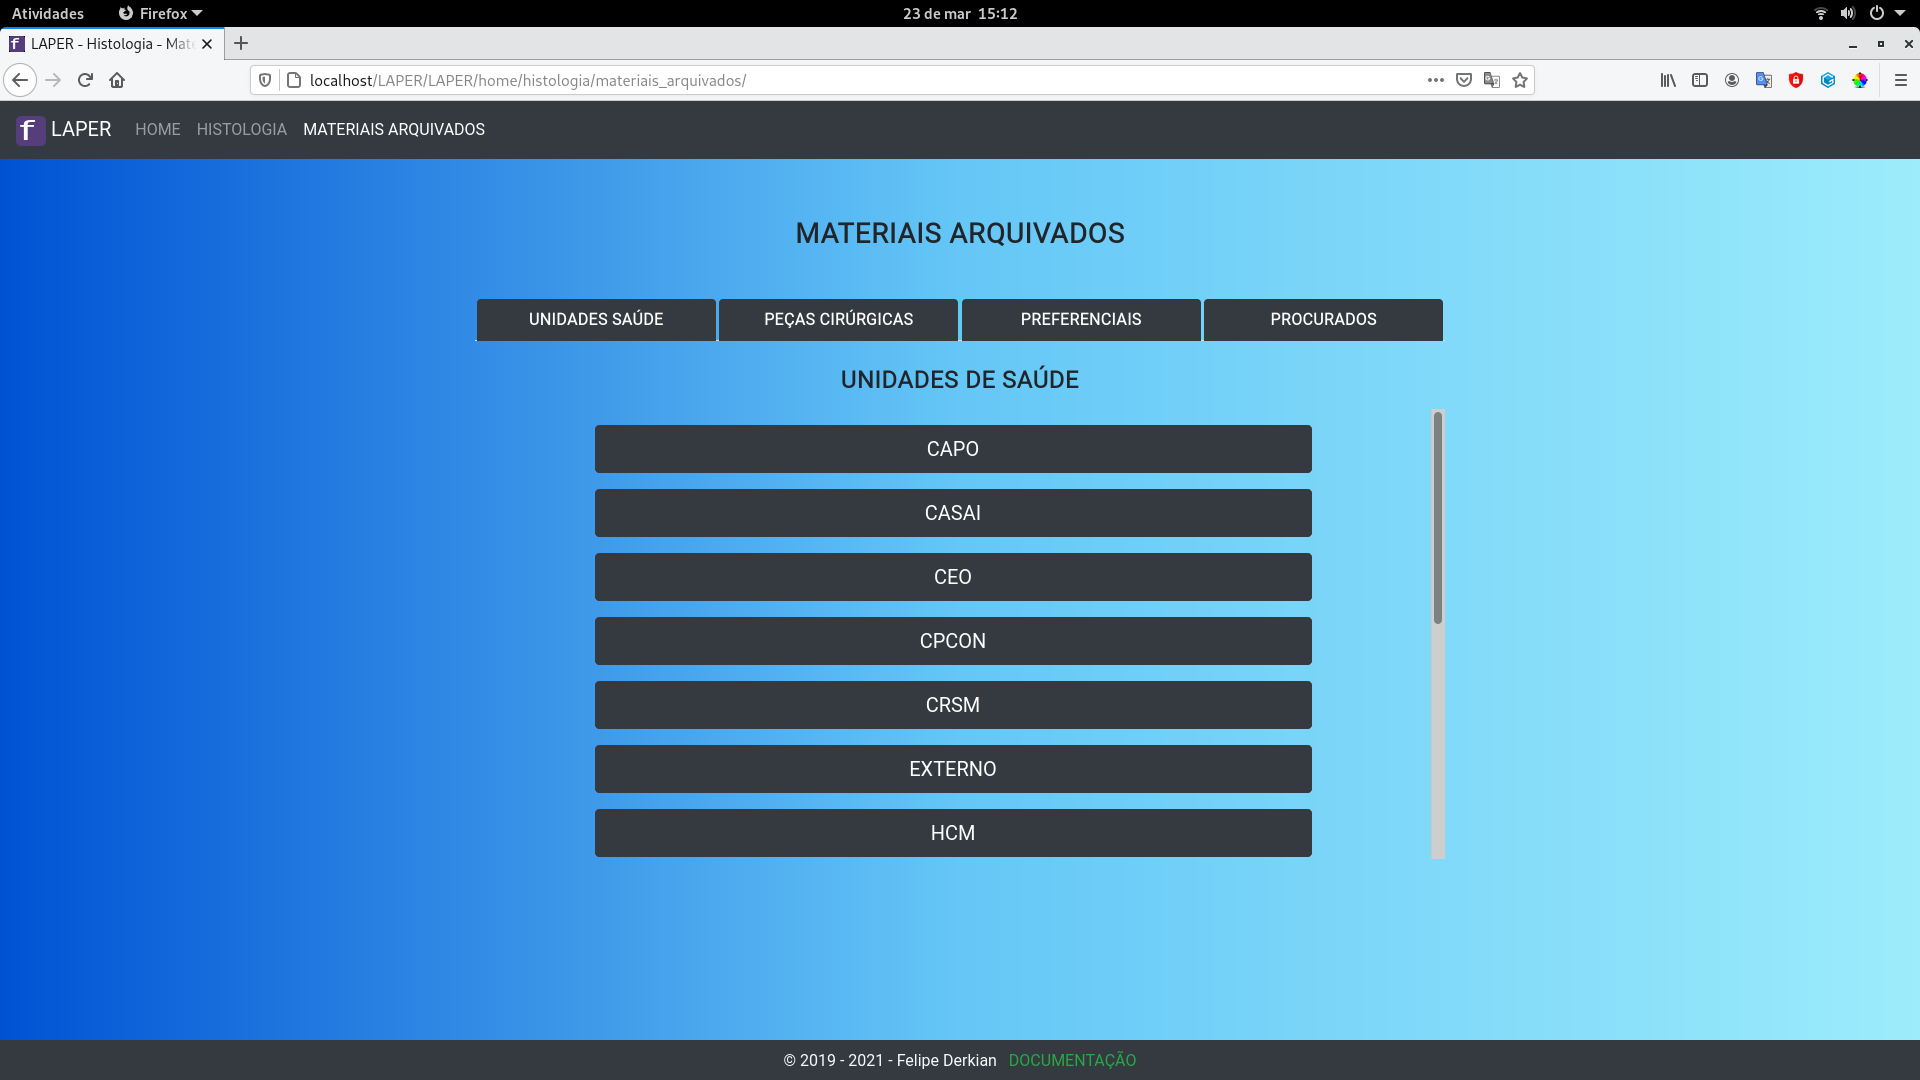 Atividades Firefox 23 de mar 15:12
LAPER - Histologia - Mat
localhost/LAPER/LAPER/home/histologia/materiais_arquivados/
f LAPER HOME HISTOLOGIA MATERIAIS ARQUIVADOS
MATERIAIS ARQUIVADOS
UNIDADES SAÚDE PEÇAS CIRÚRGICAS PREFERENCIAIS PROCURADOS
UNIDADES DE SAÚDE
CAPO
CASAI
CEO
CPCON
CRSM
EXTERNO
HCM
© 2019 - 2021 - Felipe Derkian DOCUMENTAÇÃO